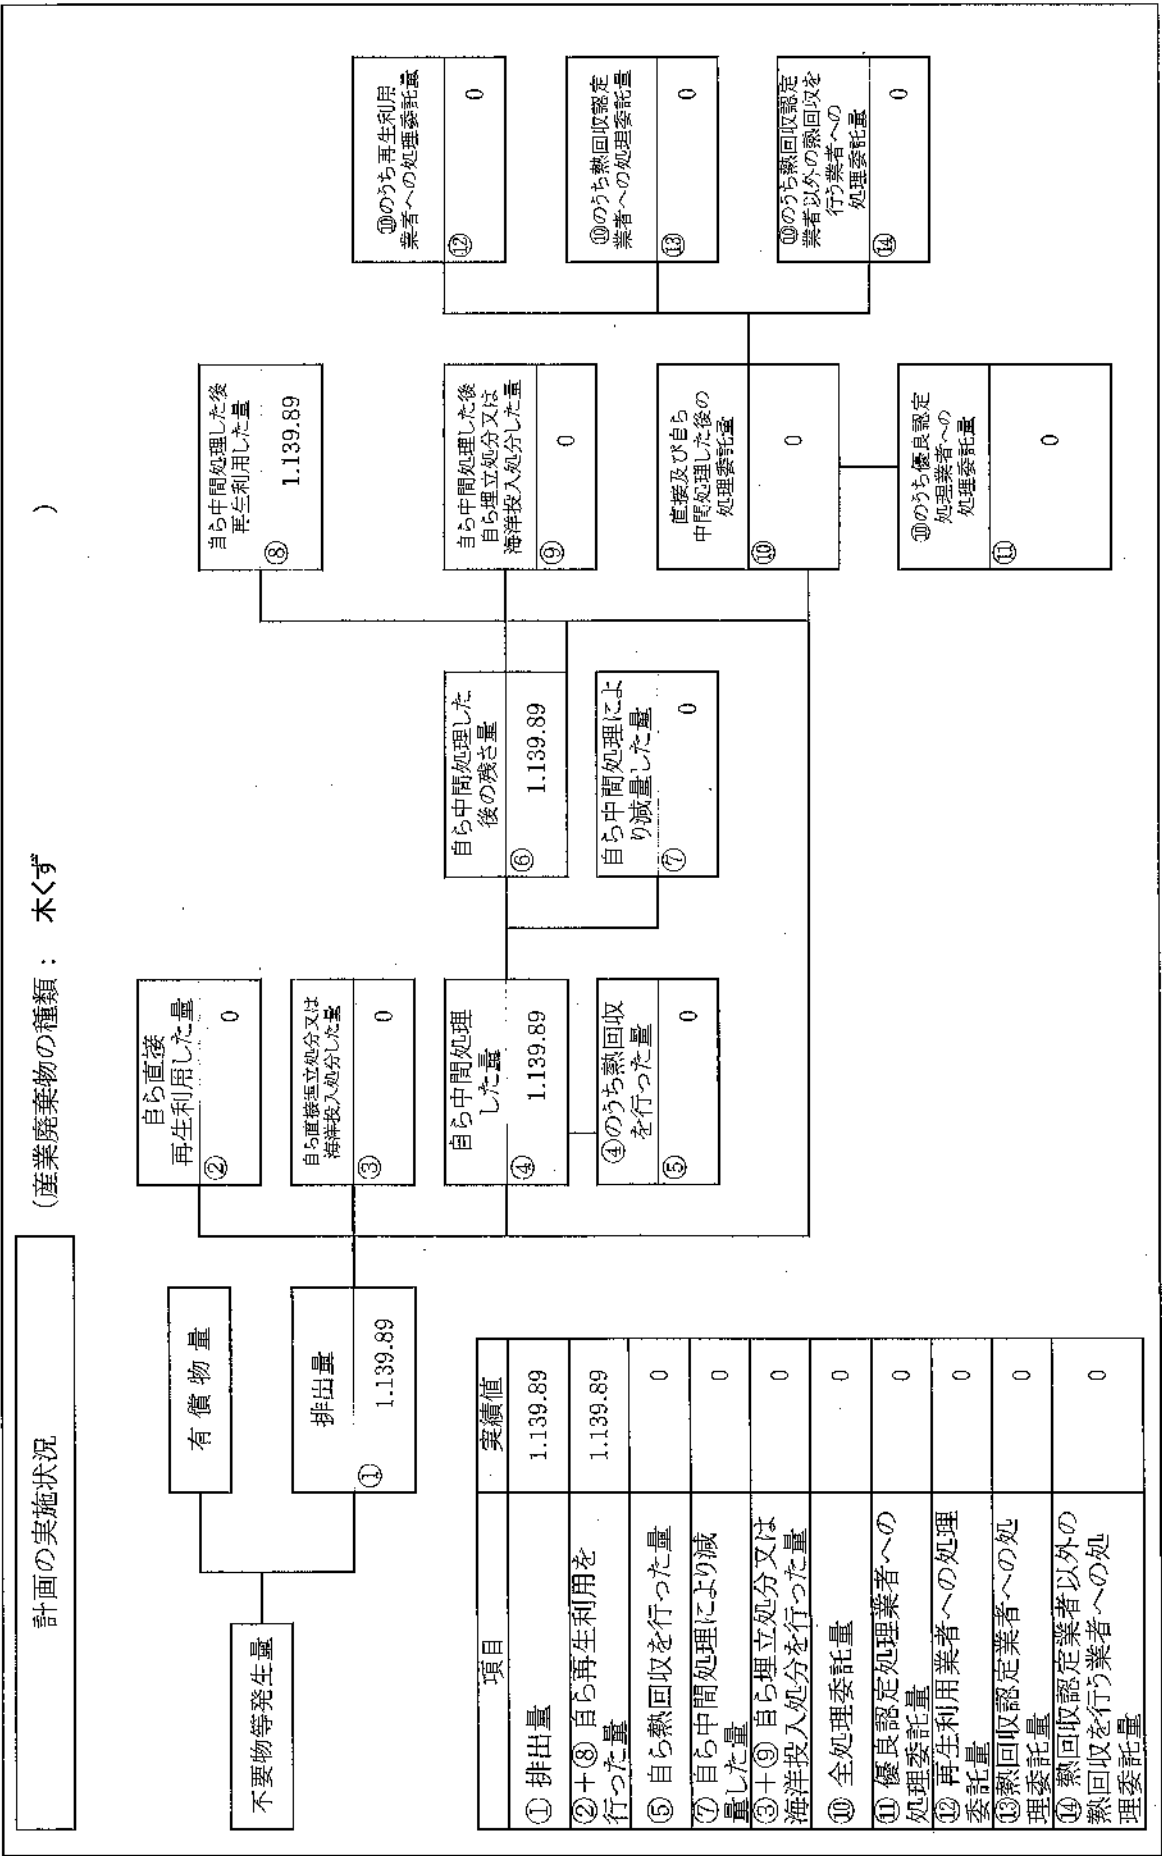 計画の実施状況
(産業廃棄物の種類： 木くず )
不要物等発生量
有償物量
排出量
① 1.139.89
自ら直接
再生利用した量
② 0
自ら直接埋立処分又は
海洋投入処分した量
③ 0
自ら中間処理
した量
④ 1.139.89
④のうち熱回収
を行った量
⑤ 0
自ら中間処理した
後の残さ量
⑥ 1.139.89
自ら中間処理によ
り減量した量
⑦ 0
自ら中間処理した後
再生利用した量
⑧ 1.139.89
自ら中間処理した後
自ら埋立処分又は
海洋投入処分した量
⑨ 0
直接及び自ら
中間処理した後の
処理委託量
⑩ 0
⑩のうち優良認定
処理業者への
処理委託量
⑪ 0
⑩のうち再生利用
業者への処理委託量
⑫ 0
⑩のうち熱回収認定
業者への処理委託量
⑬ 0
⑩のうち熱回収認定
業者以外の熱回収を
行う業者への
処理委託量
⑭ 0
項目 実績値
① 排出量 1.139.89
②＋⑧ 自ら再生利用を
行った量 1.139.89
⑤ 自ら熱回収を行った量 0
⑦ 自ら中間処理により減
量した量 0
③＋⑨ 自ら埋立処分又は
海洋投入処分を行った量 0
⑩ 全処理委託量 0
⑪ 優良認定処理業者への
処理委託量 0
⑫ 再生利用業者への処理
委託量 0
⑬熱回収認定業者への処
理委託量 0
⑭ 熱回収認定業者以外の
熱回収を行う業者への処
理委託量 0